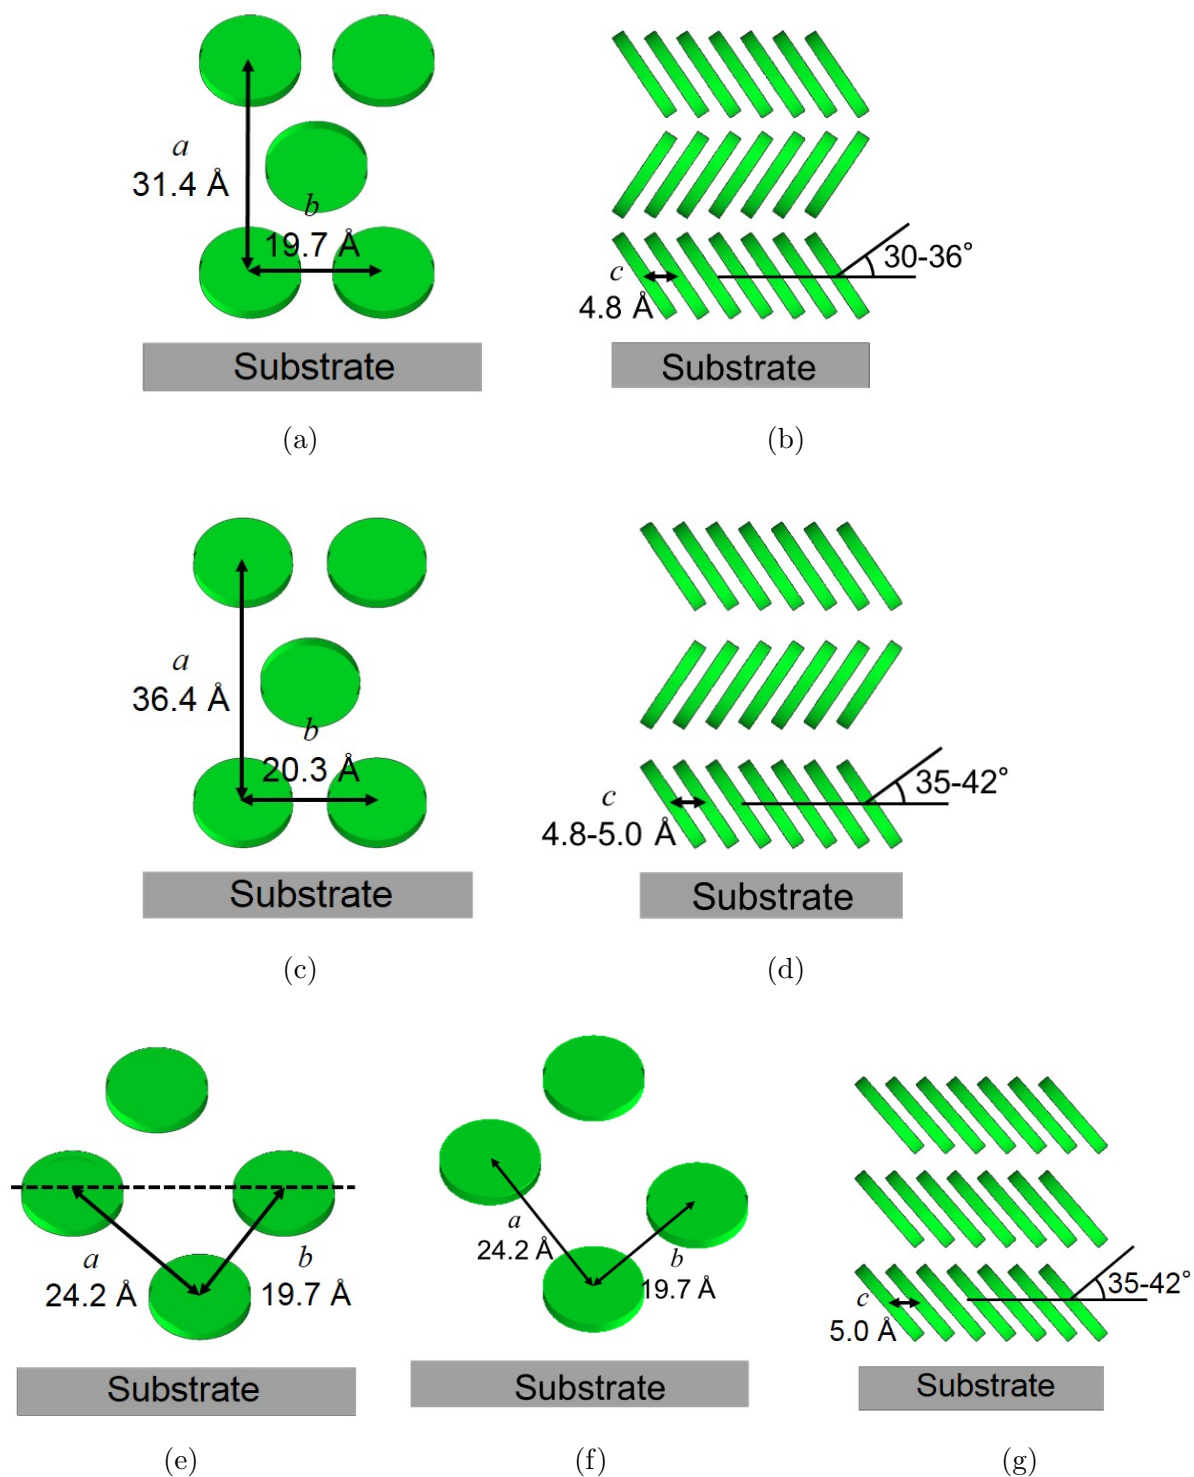 a
31.4 Å
b
19.7 Å
Substrate
(a)
30-36°
c
4.8 Å
Substrate
(b)
a
36.4 Å
b
20.3 Å
Substrate
(c)
35-42°
c
4.8-5.0 Å
Substrate
(d)
a
24.2 Å
b
19.7 Å
Substrate
(e)
a
24.2 Å
b
19.7 Å
Substrate
(f)
35-42°
c
5.0 Å
Substrate
(g)